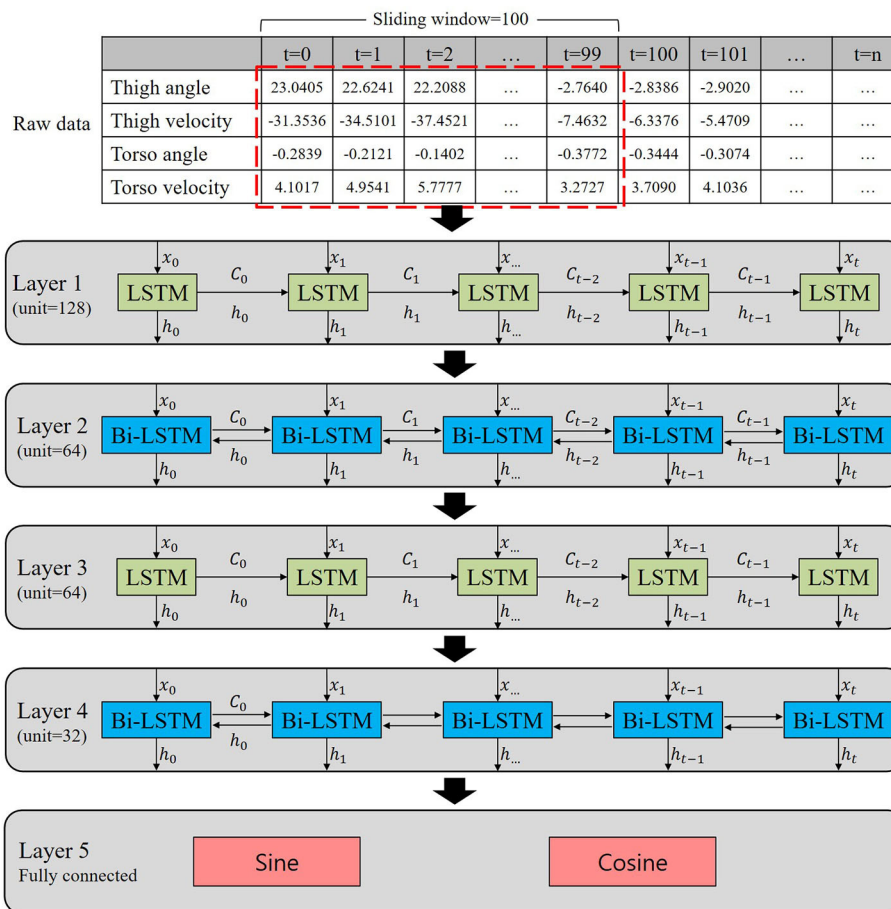 Sliding window=100
t=0 t=1 t=2 … t=99 t=100 t=101 … t=n
Thigh angle 23.0405 22.6241 22.2088 … -2.7640 -2.8386 -2.9020 … …
Raw data
Thigh velocity -31.3536 -34.5101 -37.4521 … -7.4632 -6.3376 -5.4709 … …
Torso angle -0.2839 -0.2121 -0.1402 … -0.3772 -0.3444 -0.3074 … …
Torso velocity 4.1017 4.9541 5.7777 … 3.2727 3.7090 4.1036 … …
x₀ x₁ x… xₜ₋₁ xₜ
C₀ C₁ Cₜ₋₂ Cₜ₋₁
Layer 1 LSTM LSTM LSTM LSTM LSTM
(unit=128)
h₀ h₁ hₜ₋₂ hₜ₋₁
h₀ h₁ h… hₜ₋₁ hₜ
x₀ x₁ x… xₜ₋₁ xₜ
C₀ C₁ Cₜ₋₂ Cₜ₋₁
Layer 2 Bi-LSTM Bi-LSTM Bi-LSTM Bi-LSTM Bi-LSTM
(unit=64)
h₀ h₁ hₜ₋₂ hₜ₋₁
h₀ h₁ h… hₜ₋₁ hₜ
x₀ x₁ x… xₜ₋₁ xₜ
C₀ C₁ Cₜ₋₂ Cₜ₋₁
Layer 3 LSTM LSTM LSTM LSTM LSTM
(unit=64)
h₀ h₁ hₜ₋₂ hₜ₋₁
h₀ h₁ h… hₜ₋₁ hₜ
x₀ x₁ x… xₜ₋₁ xₜ
C₀
Layer 4 Bi-LSTM Bi-LSTM Bi-LSTM Bi-LSTM Bi-LSTM
(unit=32)
h₀
h₀ h₁ h… hₜ₋₁ hₜ
Layer 5 Sine Cosine
Fully connected